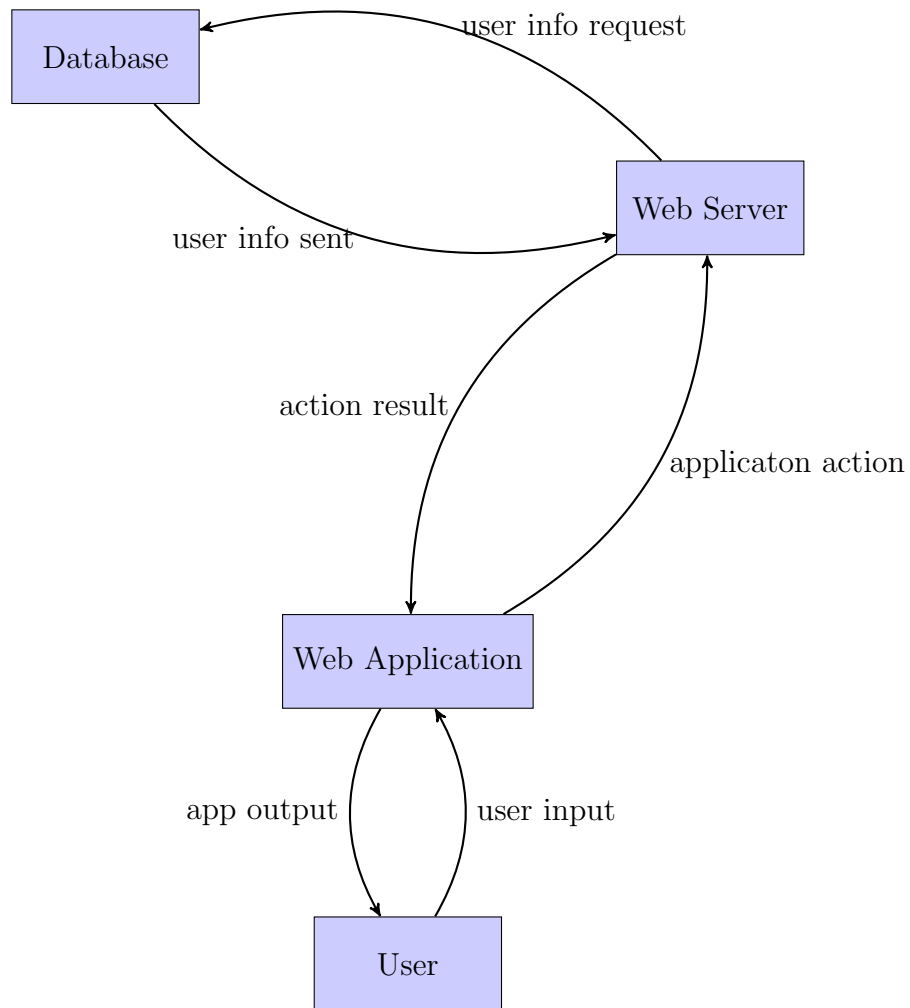 user info request
Database
Web Server
user info sent
action result
applicaton action
Web Application
app output
user input
User